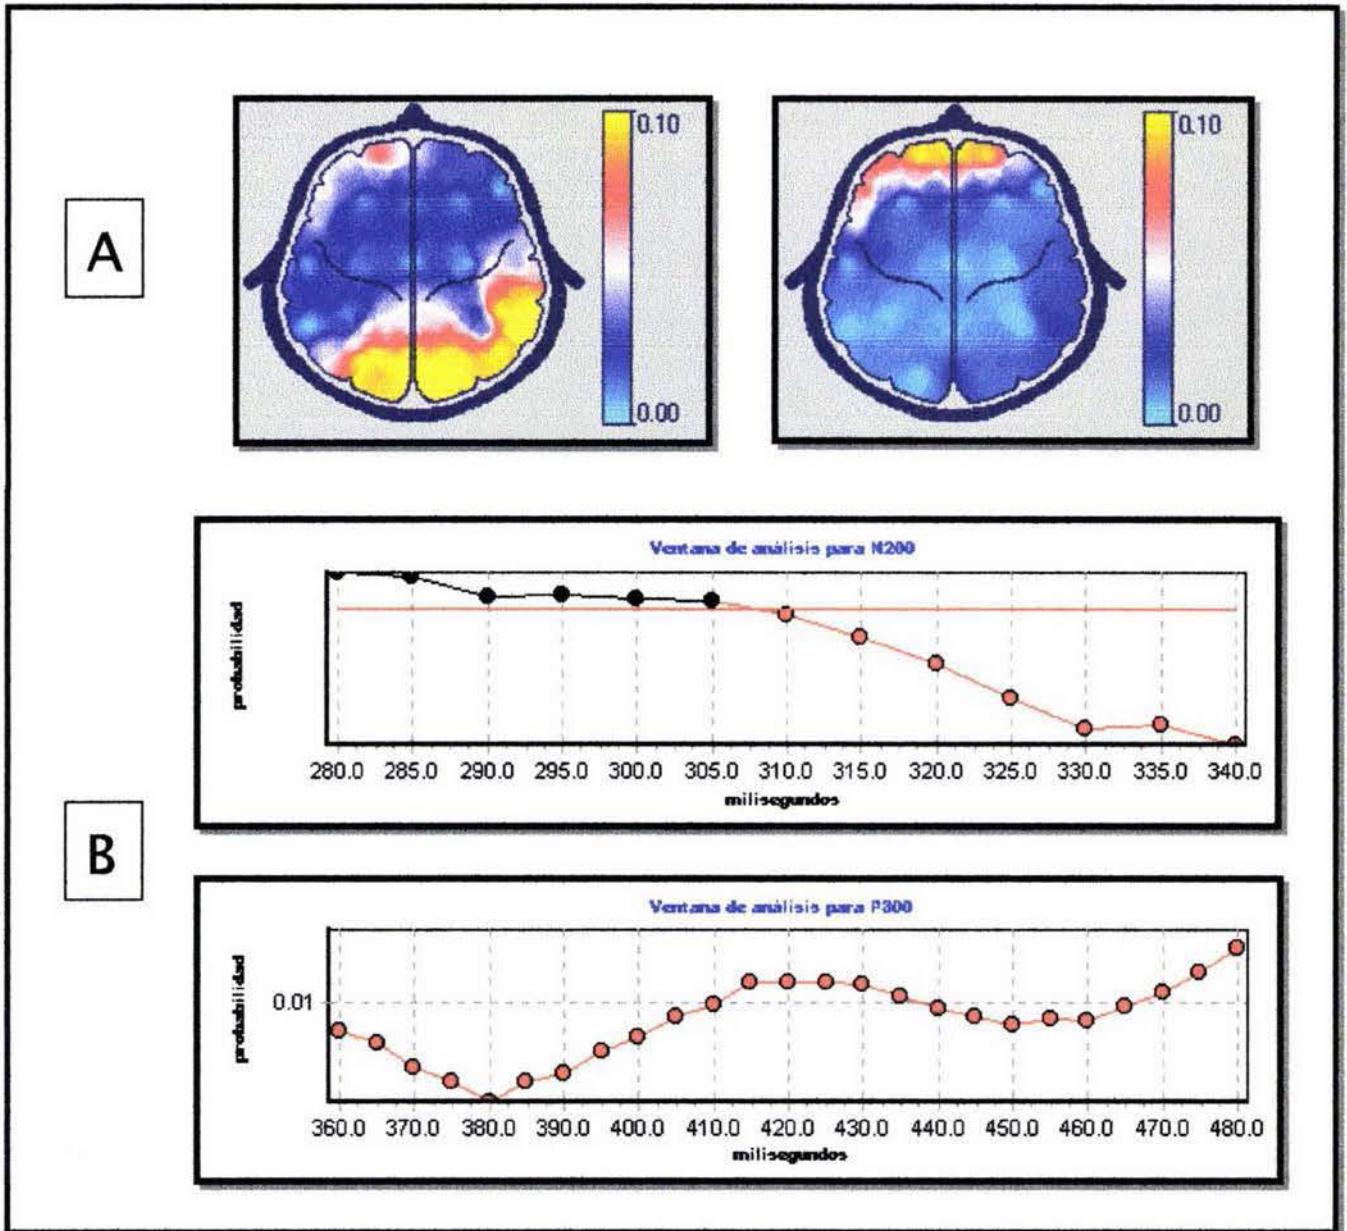 A
0.10
0.00
0.10
0.00
B
Ventana de análisis para N200
probabilidad
280.0 285.0 290.0 295.0 300.0 305.0 310.0 315.0 320.0 325.0 330.0 335.0 340.0
milisegundos
Ventana de análisis para P300
probabilidad
0.01
360.0 370.0 380.0 390.0 400.0 410.0 420.0 430.0 440.0 450.0 460.0 470.0 480.0
milisegundos